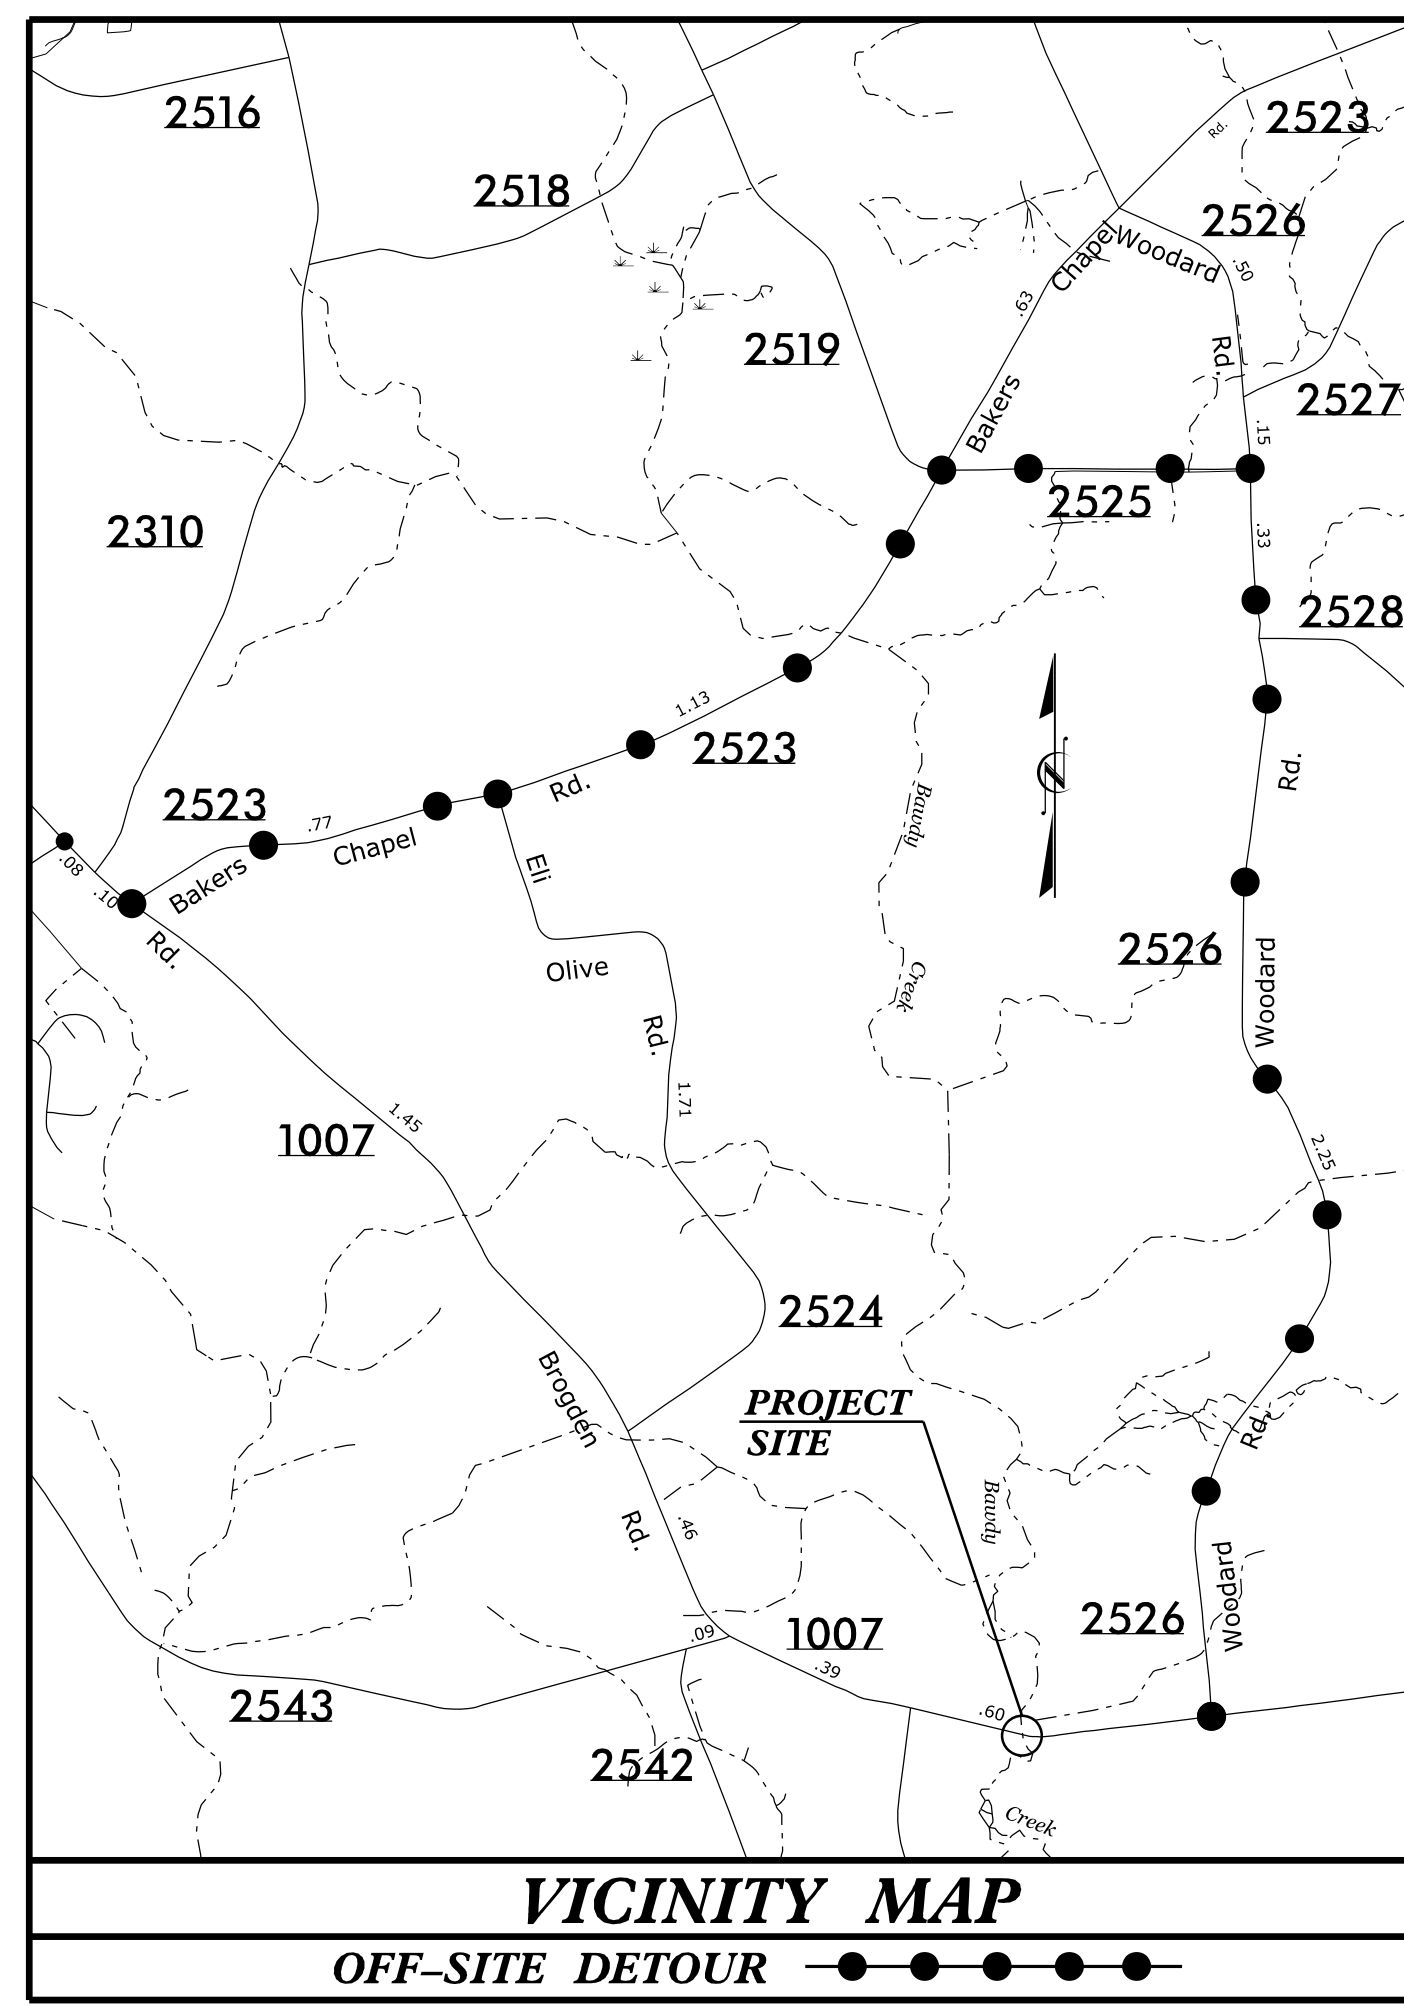 2516
2523
Rd.
2518
2526
Chapel
Woodard
.50
.63
2519
Rd.
2527
Bakers
.15
2525
2310
.33
2528
1.13
2523
Rd.
Rd.
2523
.77
Bawdy
Chapel
.08
.10
Bakers
Eli
Rd.
2526
Woodard
Olive
Creek
Rd.
1.71
1.45
1007
2.25
2524
Brogden
PROJECT
SITE
Rd.
Bawdy
Rd.
.46
Woodard
2526
1007
.09
.39
2543
.60
2542
Creek
VICINITY MAP
OFF-SITE DETOUR